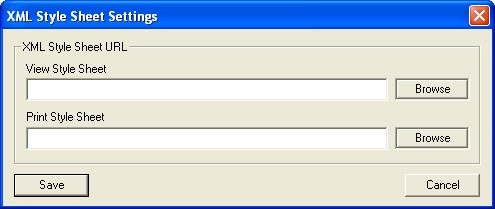 XML Style Sheet Settings
XML Style Sheet URL
View Style Sheet
Browse
Print Style Sheet
Browse
Save Cancel